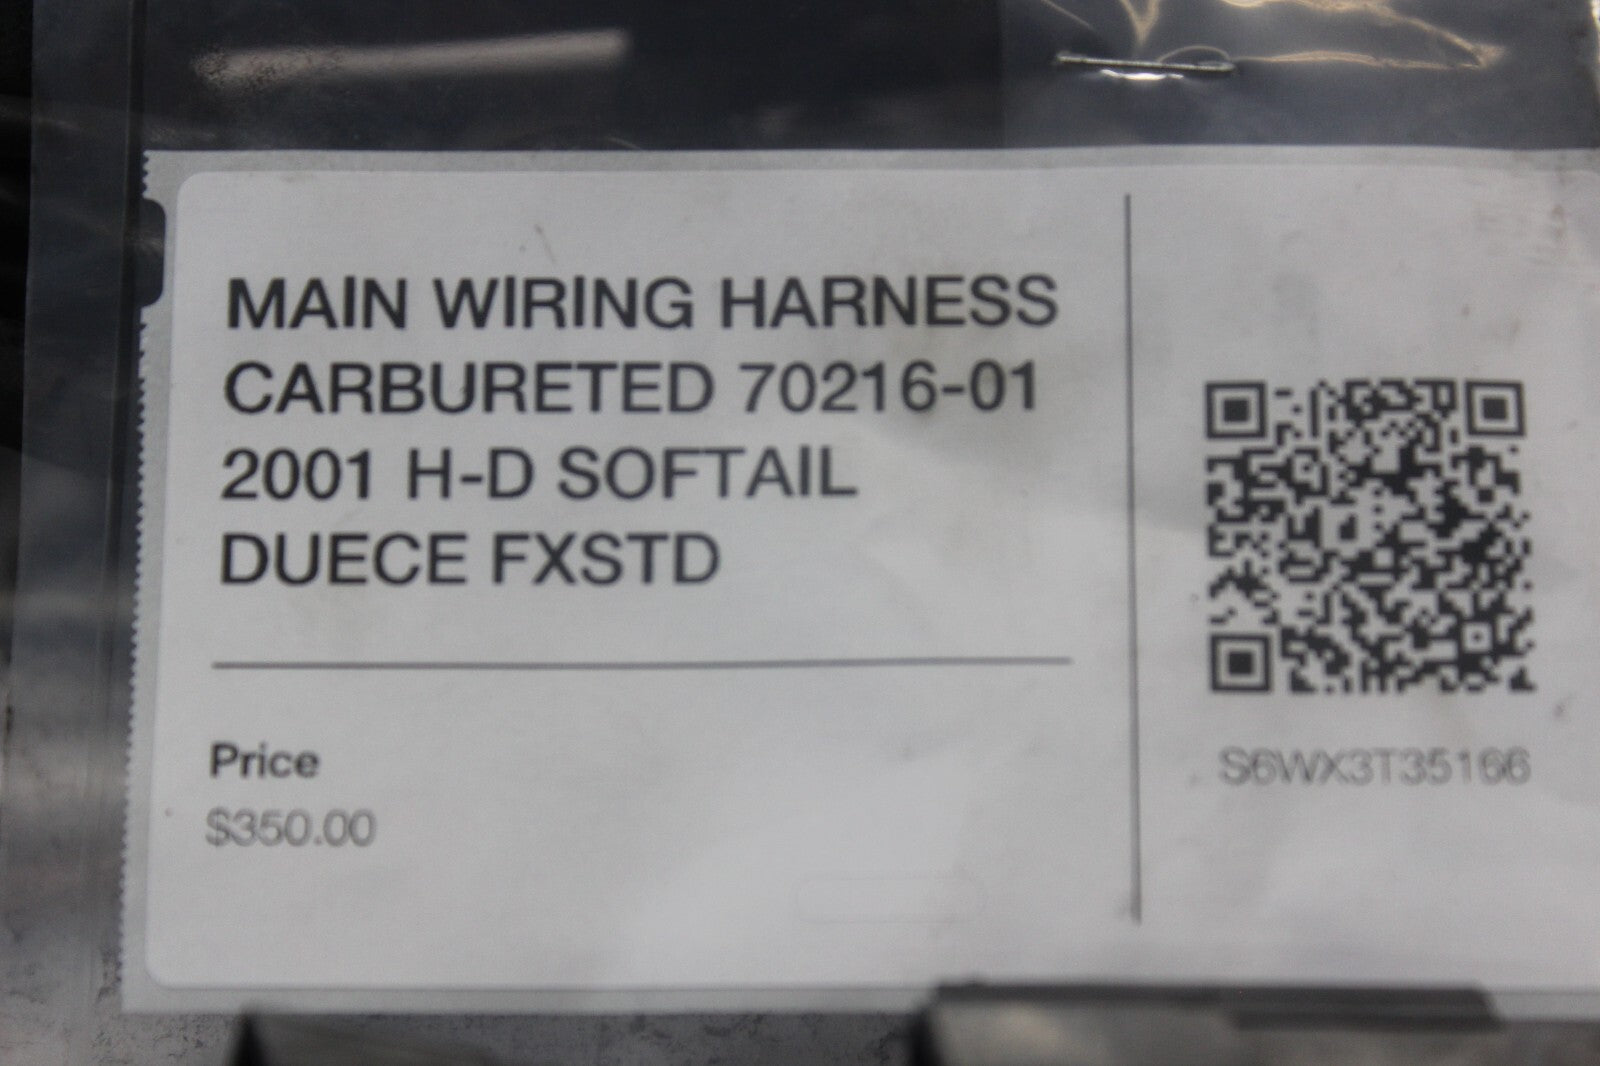 MAIN WIRING HARNESS
CARBURETED 70216-01
2001 H-D SOFTAIL
DUECE FXSTD
Price
$350.00
S6WX3T35166